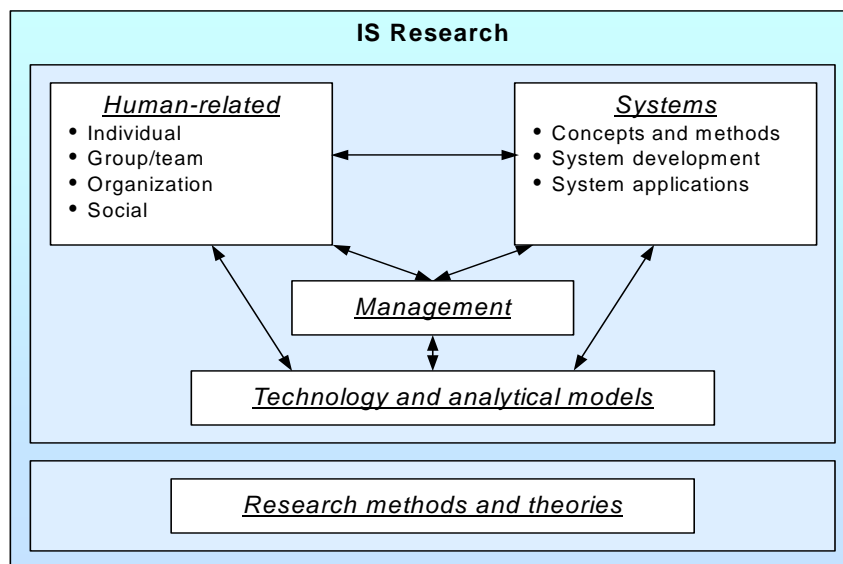 IS Research
Human-related
• Individual
• Group/team
• Organization
• Social
Systems
• Concepts and methods
• System development
• System applications
Management
Technology and analytical models
Research methods and theories